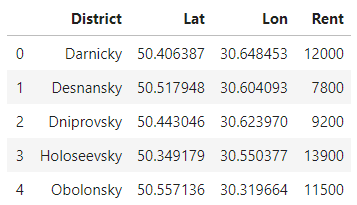 District Lat Lon Rent
0 Darnicky 50.406387 30.648453 12000
1 Desnansky 50.517948 30.604093 7800
2 Dniprovsky 50.443046 30.623970 9200
3 Holoseevsky 50.349179 30.550377 13900
4 Obolonsky 50.557136 30.319664 11500